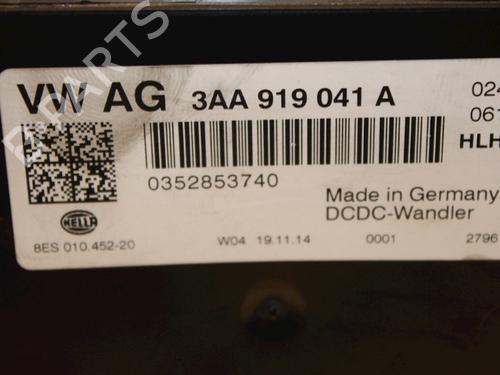 VW AG 3AA 919 041 A
024
061
HLH
0352853740
Made in Germany
DCDC-Wandler
HELLA
8ES 010.452-20
W04 19.11.14 0001 2796
B-PARTS